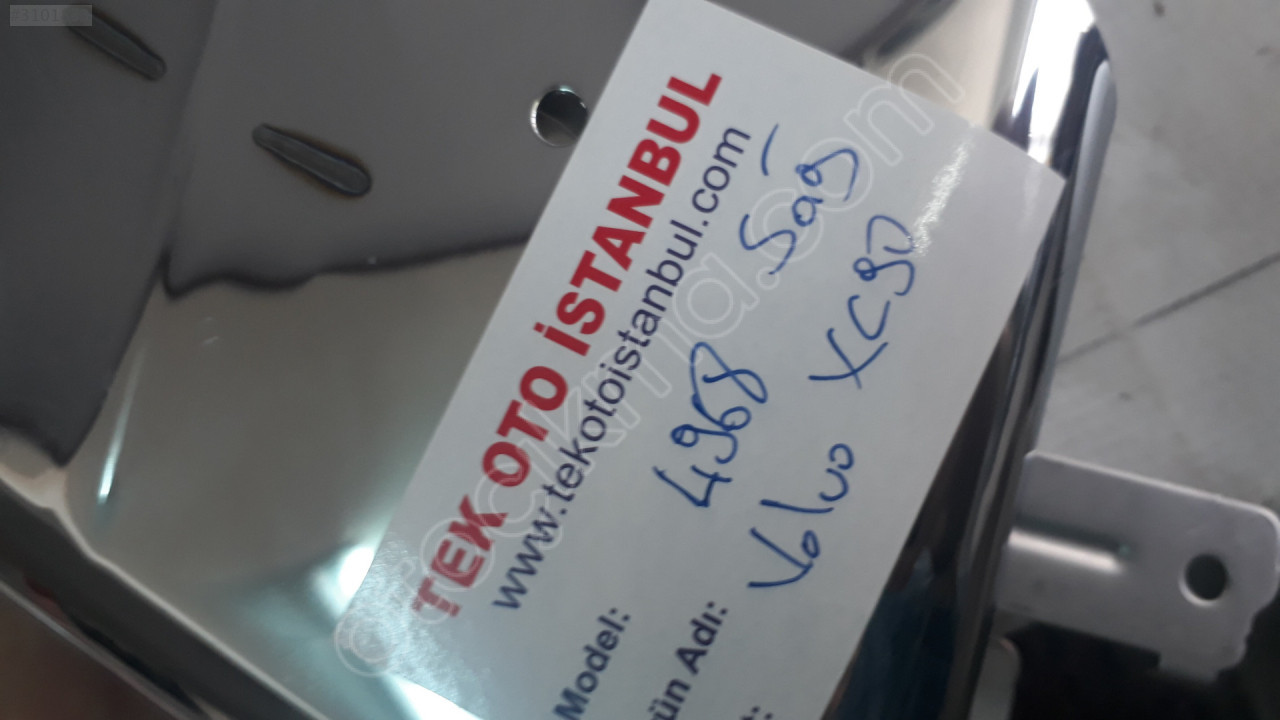 TEK OTO İSTANBUL
www.tekotoistanbul.com
Model: 4968 Sağ
ün Adı: Volvo XC90